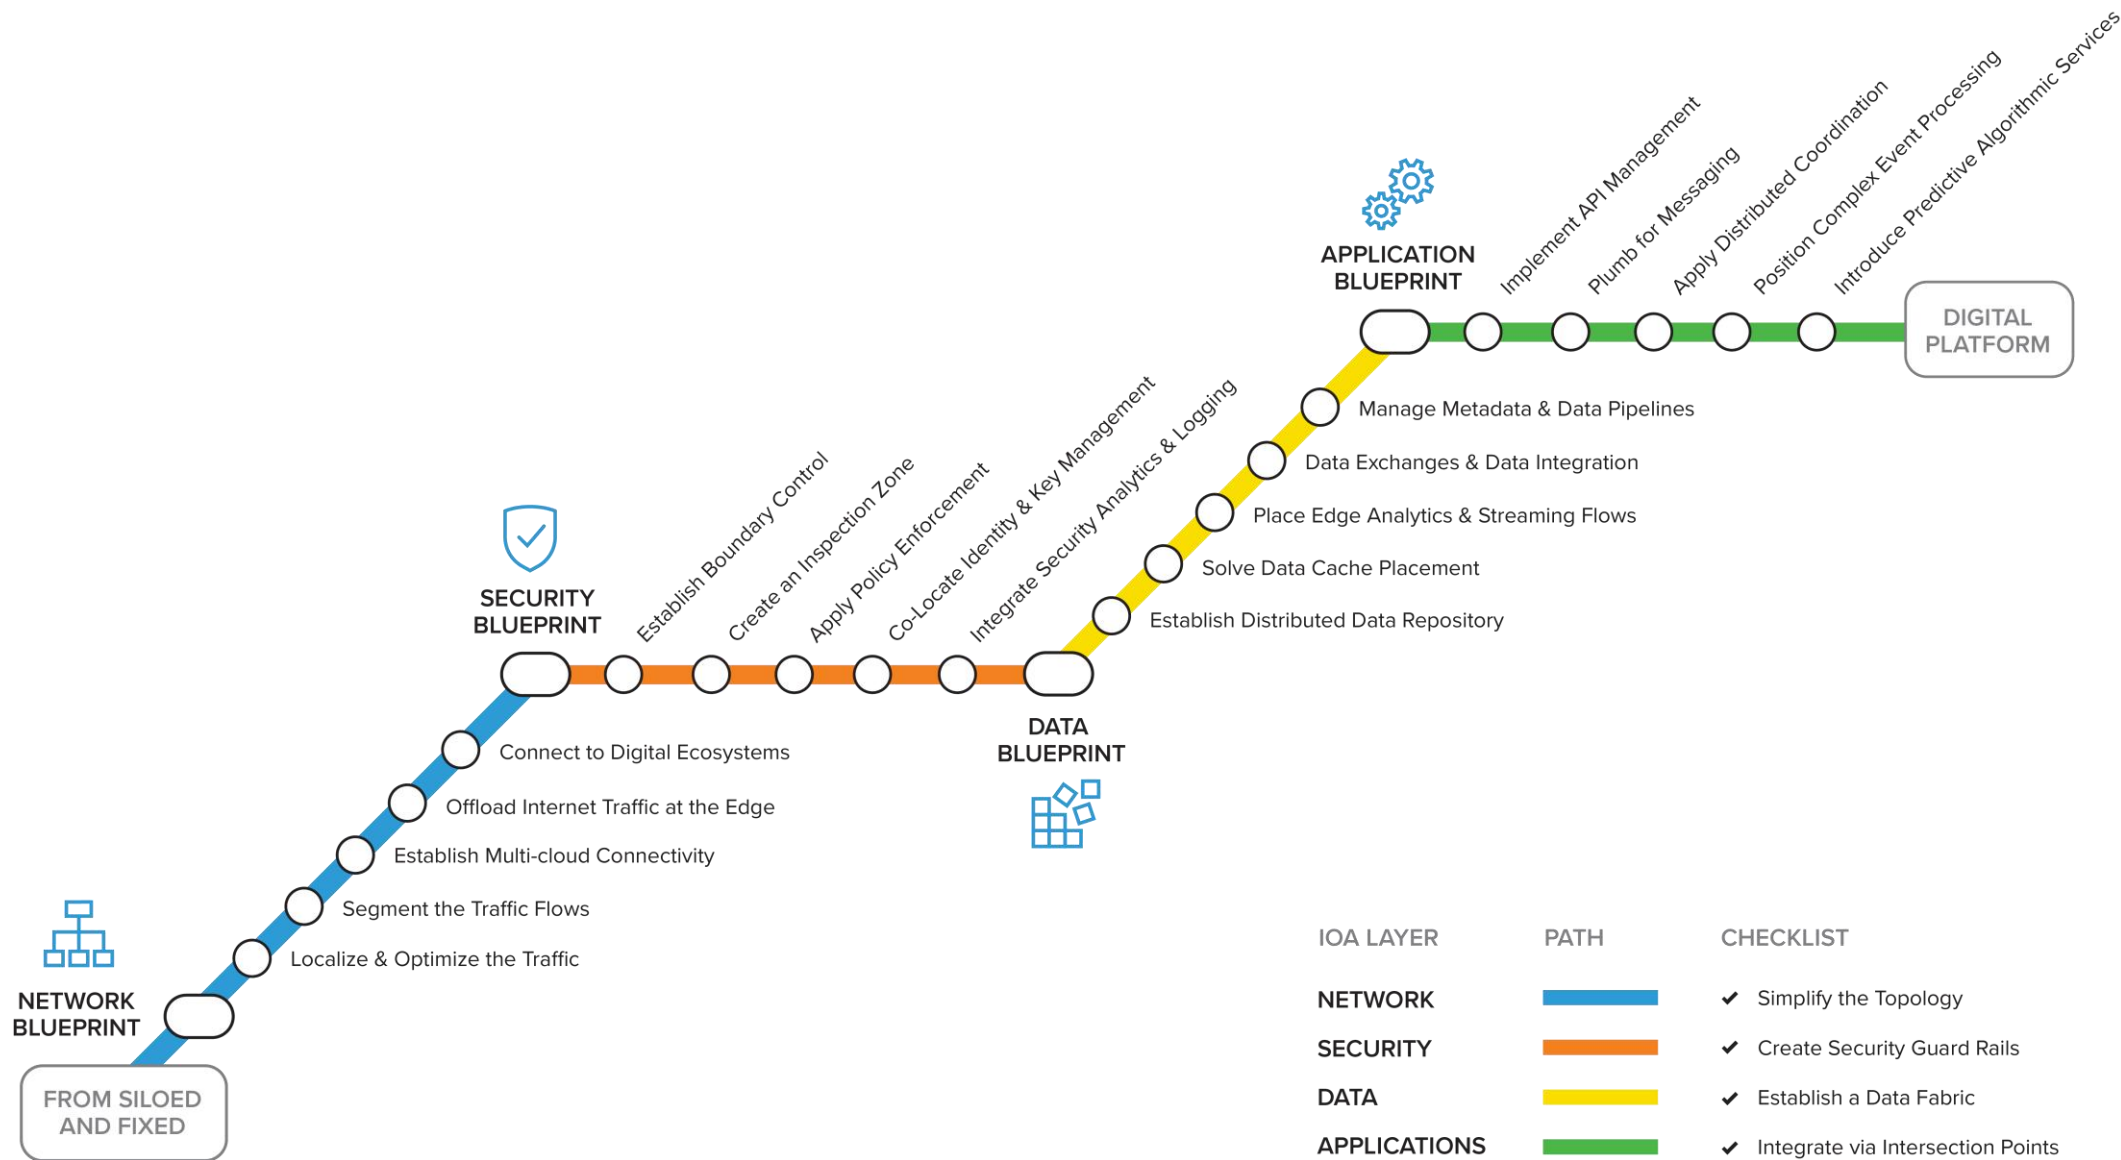 Implement API Management
Plumb for Messaging
Apply Distributed Coordination
Position Complex Event Processing
Introduce Predictive Algorithmic Services
APPLICATION
BLUEPRINT
DIGITAL
PLATFORM
Manage Metadata & Data Pipelines
Data Exchanges & Data Integration
Place Edge Analytics & Streaming Flows
Solve Data Cache Placement
Establish Distributed Data Repository
SECURITY
BLUEPRINT
Establish Boundary Control
Create an Inspection Zone
Apply Policy Enforcement
Co-Locate Identity & Key Management
Integrate Security Analytics & Logging
DATA
BLUEPRINT
Connect to Digital Ecosystems
Offload Internet Traffic at the Edge
Establish Multi-cloud Connectivity
Segment the Traffic Flows
Localize & Optimize the Traffic
NETWORK
BLUEPRINT
FROM SILOED
AND FIXED
IOA LAYER PATH CHECKLIST
NETWORK ✔ Simplify the Topology
SECURITY ✔ Create Security Guard Rails
DATA ✔ Establish a Data Fabric
APPLICATIONS ✔ Integrate via Intersection Points